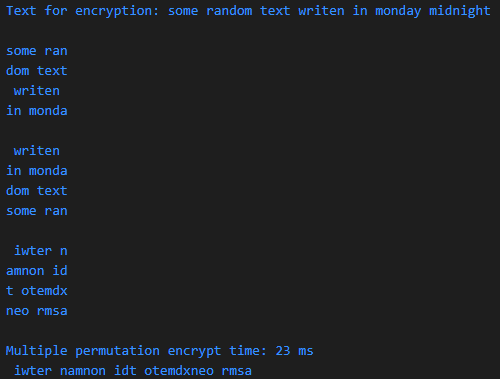 Text for encryption: some random text writen in monday midnight
some ran
dom text
 writen
in monda
 writen
in monda
dom text
some ran
 iwter n
amnon id
t otemdx
neo rmsa
Multiple permutation encrypt time: 23 ms
 iwter namnon idt otemdxneo rmsa